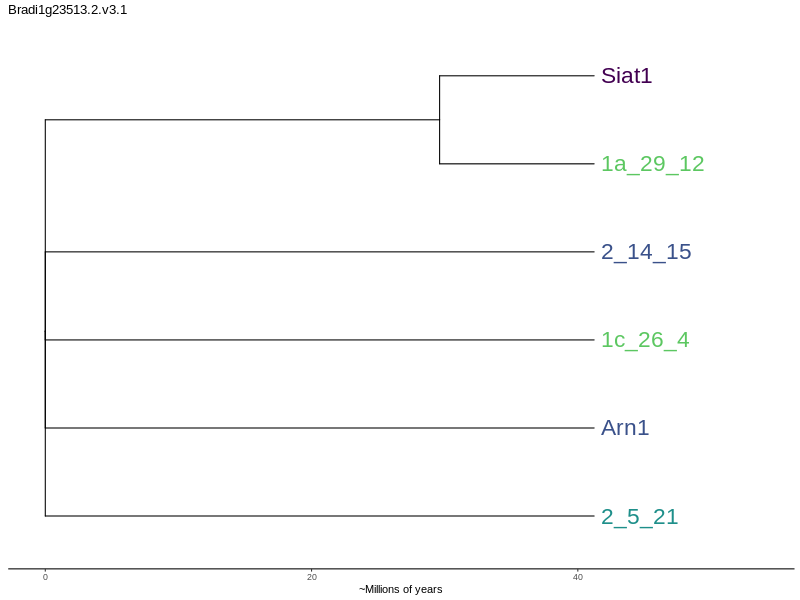 Bradi1g23513.2.v3.1
Siat1
1a_29_12
2_14_15
1c_26_4
Arn1
2_5_21
0 20 40
~Millions of years